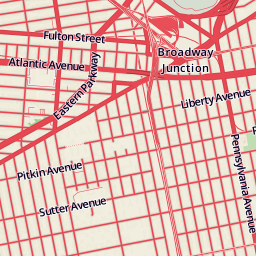 Fulton Street
Broadway
Junction
Atlantic Avenue
Eastern Parkway
Liberty Avenue
Pennsylvania Avenue
Pitkin Avenue
Sutter Avenue